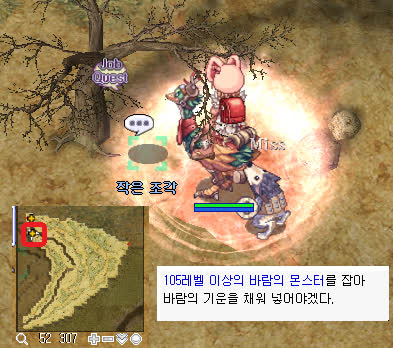 Job
Quest
Miss
작은 조각
105레벨 이상의 바람의 몬스터를 잡아
바람의 기운을 채워 넣어야겠다.
52 307